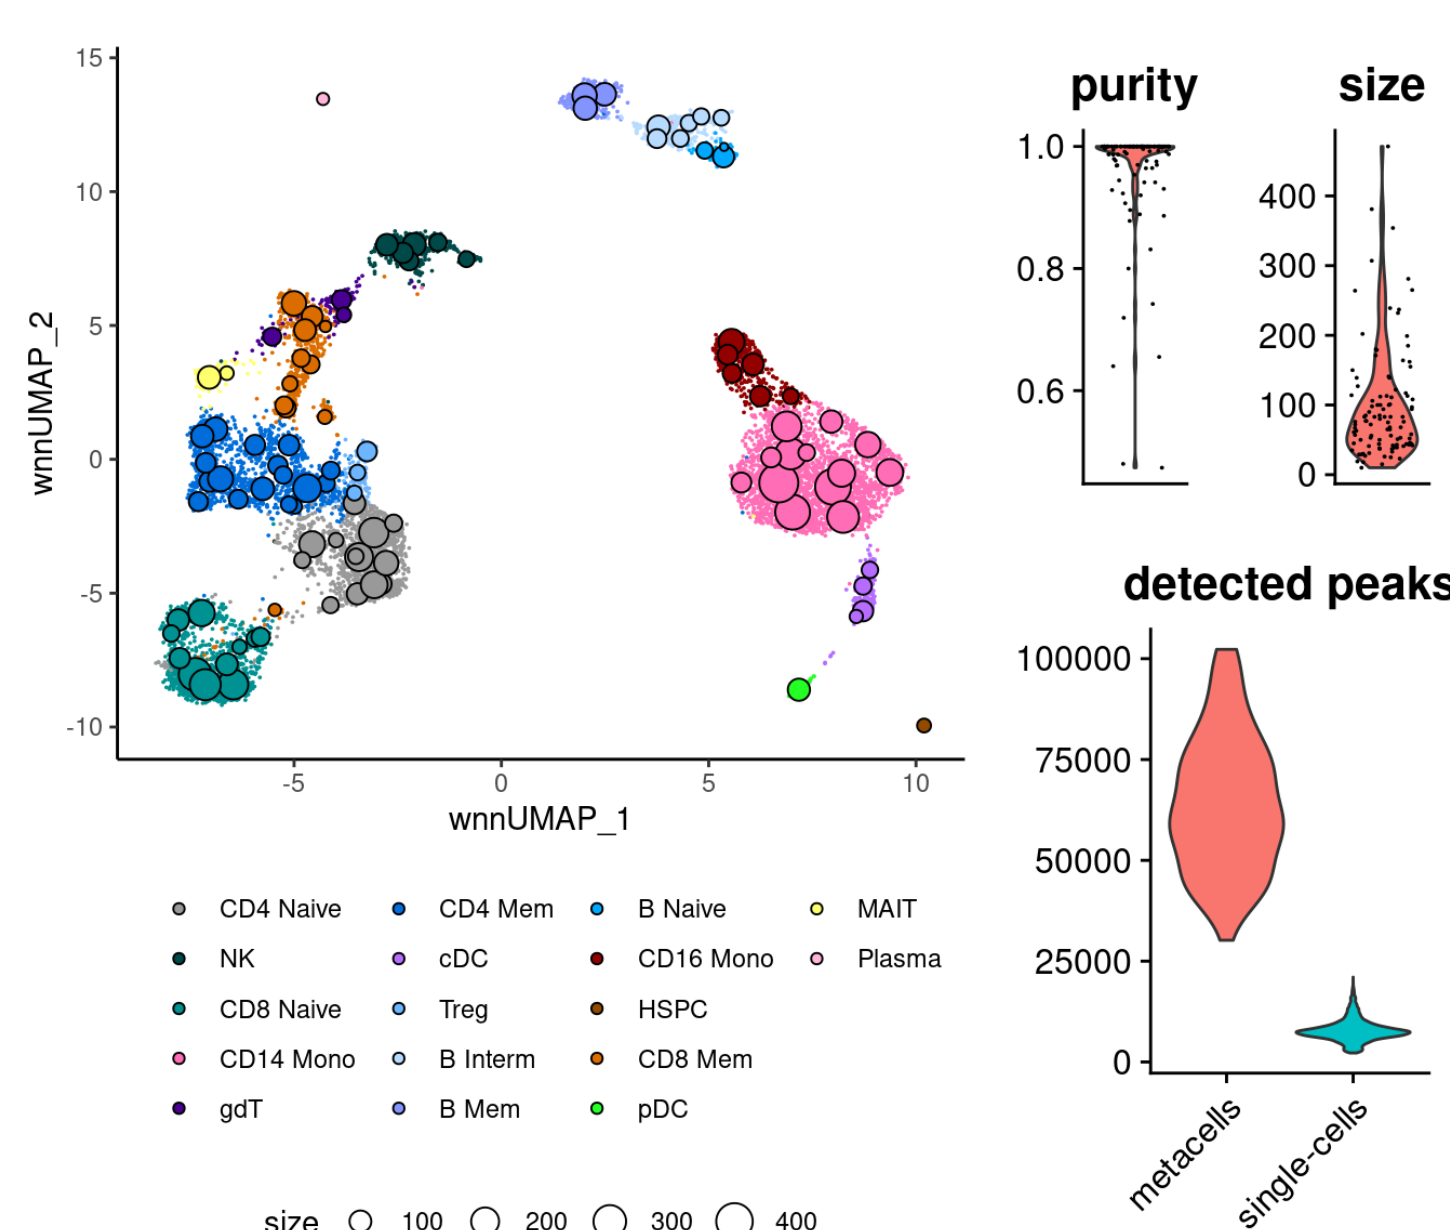 15
10
5
0
-5
-10
wnnUMAP_2
-5 0 5 10
wnnUMAP_1
purity
1.0
0.8
0.6
size
400
300
200
100
0
detected peaks
100000
75000
50000
25000
0
metacells
single-cells
CD4 Naive CD4 Mem B Naive MAIT
NK cDC CD16 Mono Plasma
CD8 Naive Treg HSPC
CD14 Mono B Interm CD8 Mem
gdT B Mem pDC
size 100 200 300 400